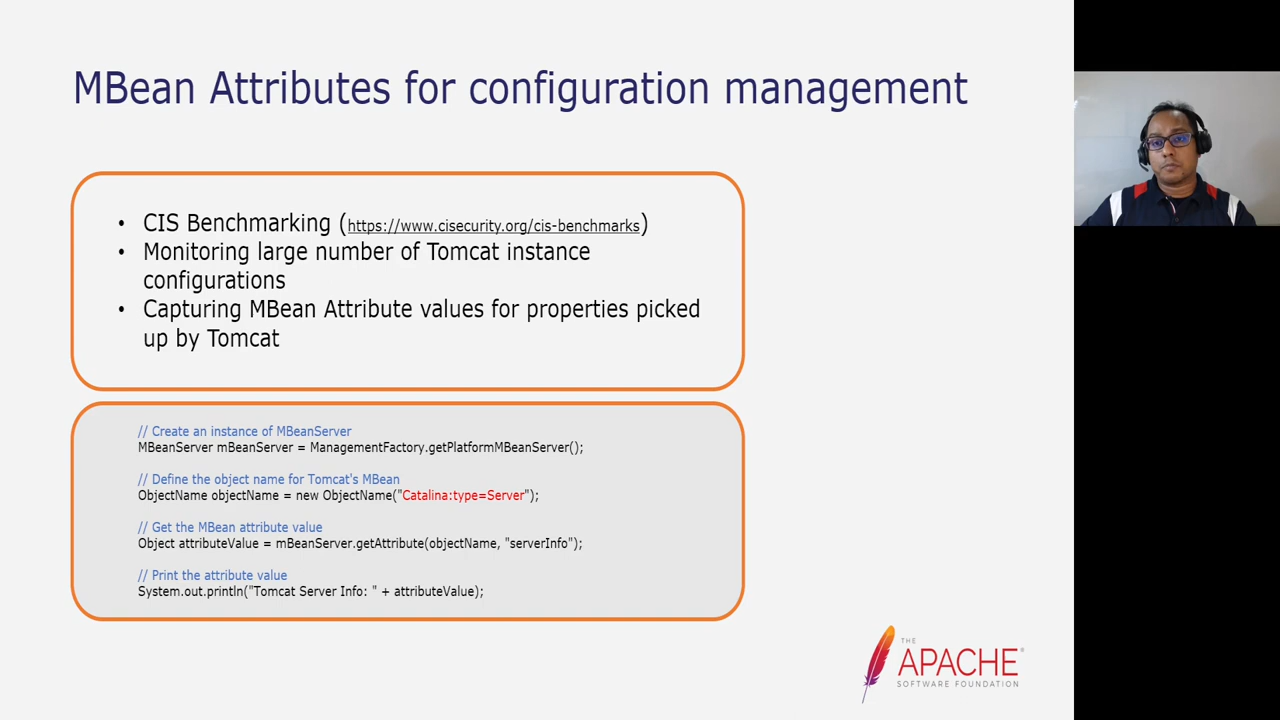 MBean Attributes for configuration management
• CIS Benchmarking (https://www.cisecurity.org/cis-benchmarks)
• Monitoring large number of Tomcat instance
configurations
• Capturing MBean Attribute values for properties picked
up by Tomcat
// Create an instance of MBeanServer
MBeanServer mBeanServer = ManagementFactory.getPlatformMBeanServer();
// Define the object name for Tomcat's MBean
ObjectName objectName = new ObjectName("Catalina:type=Server");
// Get the MBean attribute value
Object attributeValue = mBeanServer.getAttribute(objectName, "serverInfo");
// Print the attribute value
System.out.println("Tomcat Server Info: " + attributeValue);
THE
APACHE®
SOFTWARE FOUNDATION